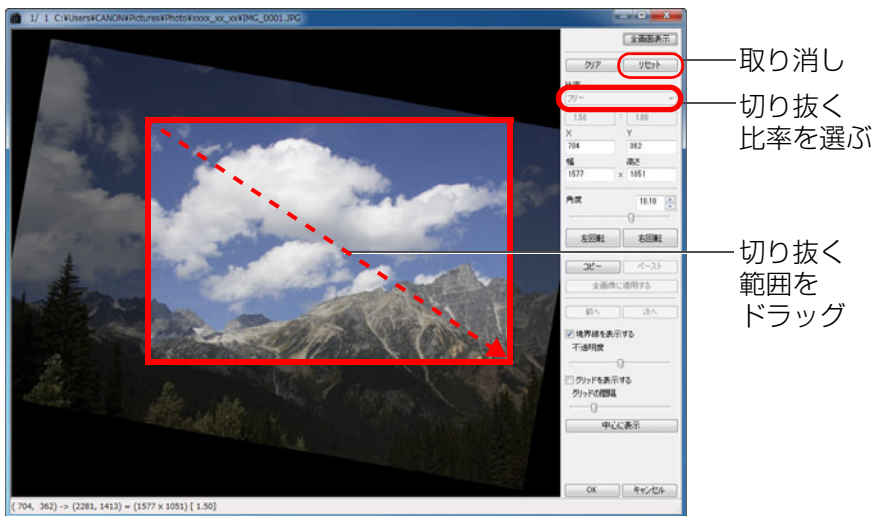 1/ 1 C:¥Users¥CANON¥Pictures¥Photo¥xxxx_xx_xx¥IMG_0001.JPG
全画面表示
クリア リセット
取り消し
フリー
切り抜く
比率を選ぶ
1.50 : 1.00
X Y
704 362
幅 高さ
1577 x 1051
角度 10.10
左回転 右回転
切り抜く
範囲を
ドラッグ
コピー ペースト
全画像に適用する
前へ 次へ
境界線を表示する
不透明度
グリッドを表示する
グリッドの間隔
中心に表示
OK キャンセル
( 704, 362) -> (2281, 1413) = (1577 x 1051) [ 1.50]